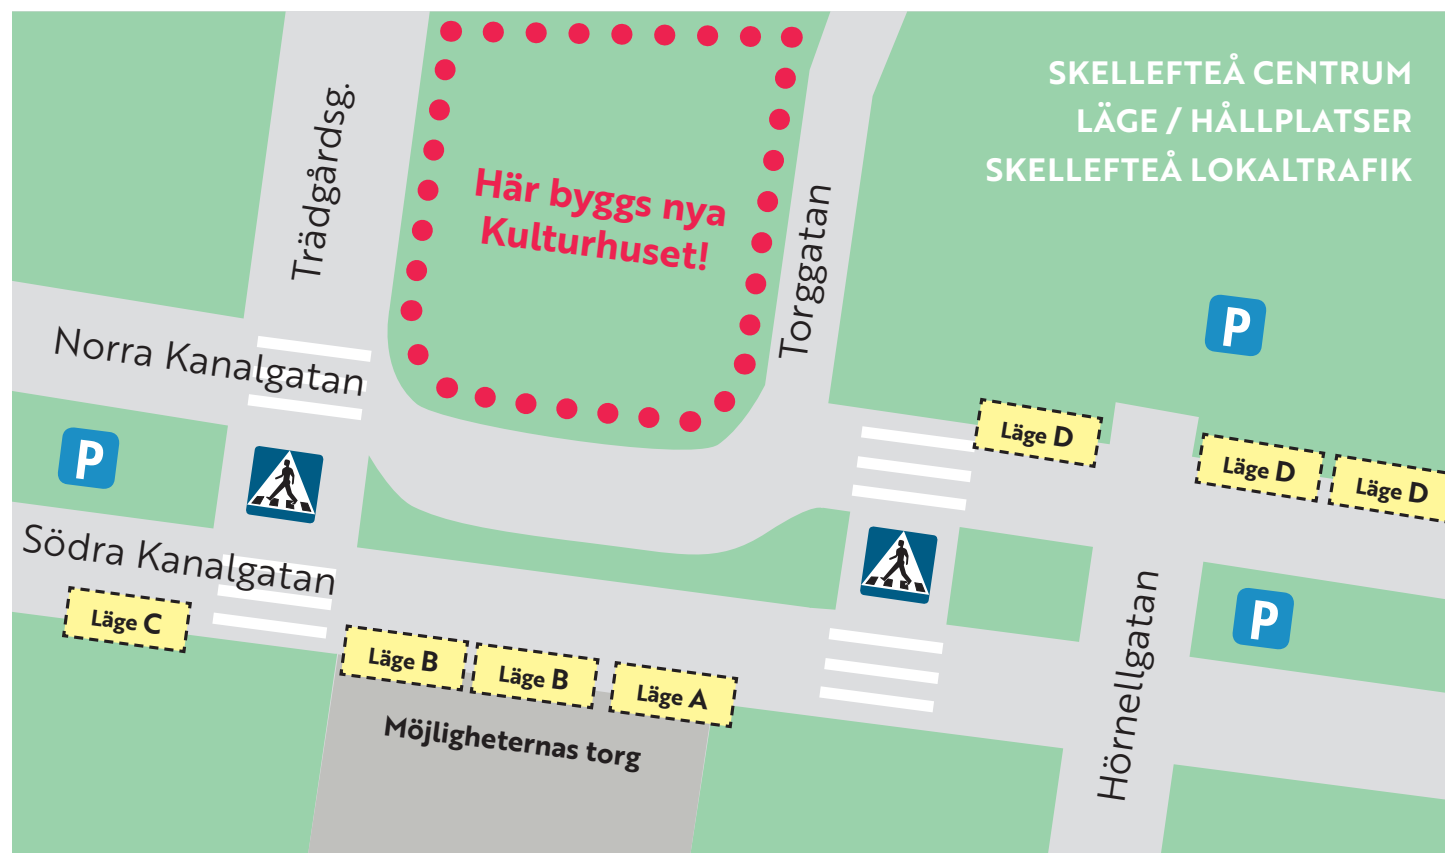 SKELLEFTEÅ CENTRUM
LÄGE / HÅLLPLATSER
SKELLEFTEÅ LOKALTRAFIK
Trädgårdsg.
Här byggs nya
Kulturhuset!
Torggatan
Norra Kanalgatan
P
P
Läge D
Läge D
Läge D
Södra Kanalgatan
Läge C
Läge B
Läge B
Läge A
P
Hörnellgatan
Möjligheternas torg